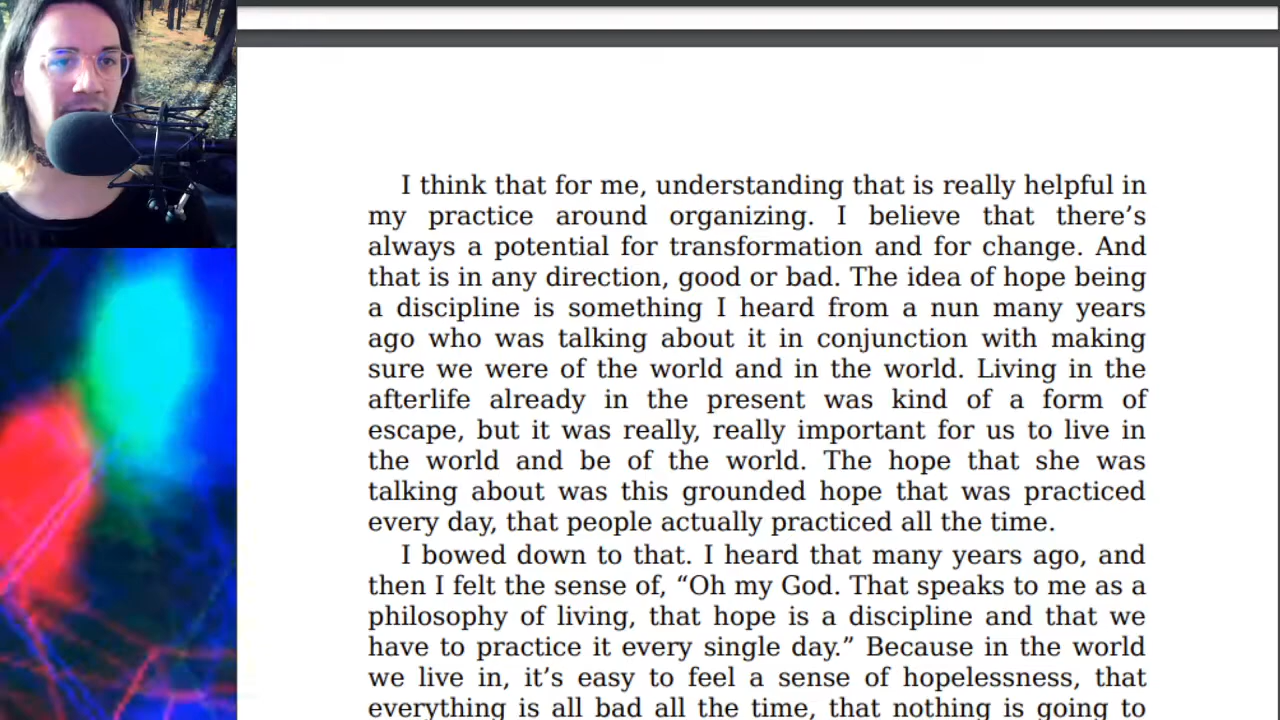 I think that for me, understanding that is really helpful in
my practice around organizing. I believe that there’s
always a potential for transformation and for change. And
that is in any direction, good or bad. The idea of hope being
a discipline is something I heard from a nun many years
ago who was talking about it in conjunction with making
sure we were of the world and in the world. Living in the
afterlife already in the present was kind of a form of
escape, but it was really, really important for us to live in
the world and be of the world. The hope that she was
talking about was this grounded hope that was practiced
every day, that people actually practiced all the time.
I bowed down to that. I heard that many years ago, and
then I felt the sense of, “Oh my God. That speaks to me as a
philosophy of living, that hope is a discipline and that we
have to practice it every single day.” Because in the world
we live in, it’s easy to feel a sense of hopelessness, that
everything is all bad all the time, that nothing is going to